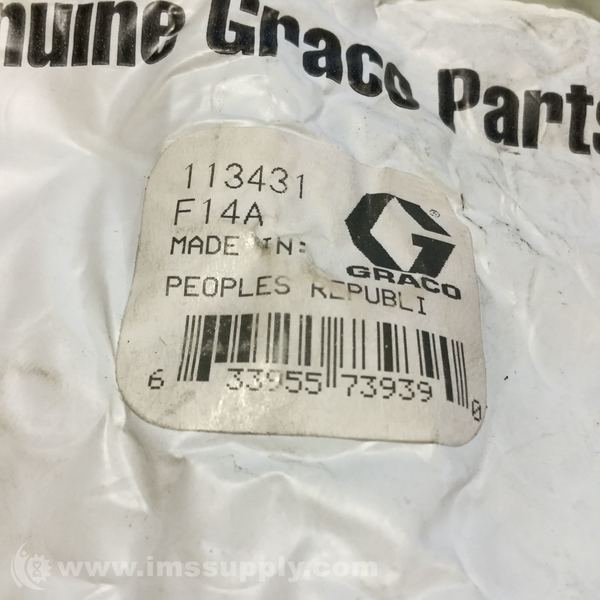 nuine Graco Parts
113431
F14A
MADE IN:
GRACO
PEOPLES REPUBLI
6 33955 73939 0
www.imssupply.com